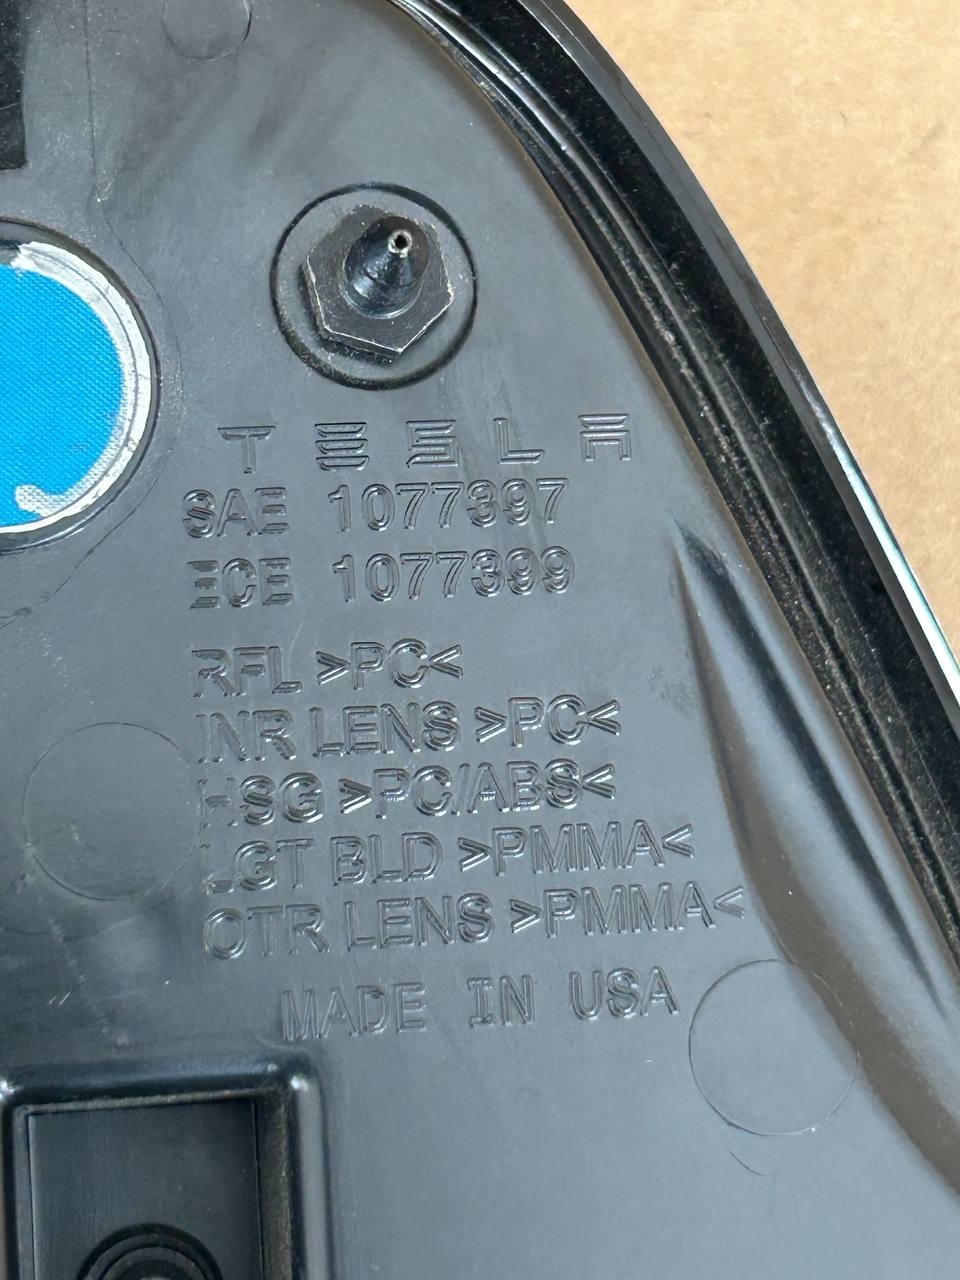 TESLA
SAE 1077397
ECE 1077399
RFL >PC<
INR LENS >PC<
HSG >PC/ABS<
LGT BLD >PMMA<
OTR LENS >PMMA<
MADE IN USA